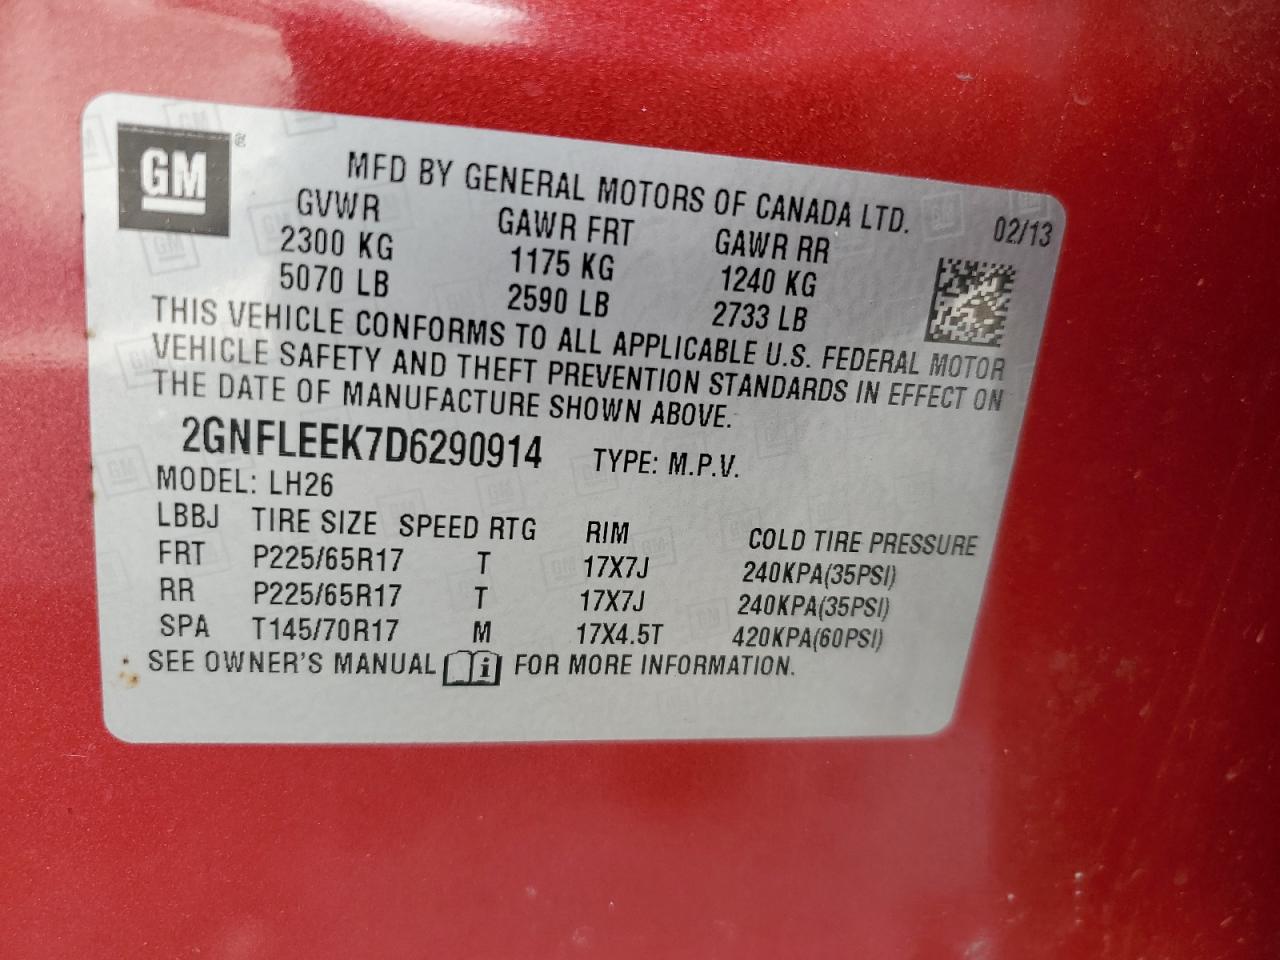 GM
MFD BY GENERAL MOTORS OF CANADA LTD.
02/13
GVWR GAWR FRT GAWR RR
2300 KG 1175 KG 1240 KG
5070 LB 2590 LB 2733 LB
THIS VEHICLE CONFORMS TO ALL APPLICABLE U.S. FEDERAL MOTOR
VEHICLE SAFETY AND THEFT PREVENTION STANDARDS IN EFFECT ON
THE DATE OF MANUFACTURE SHOWN ABOVE.
2GNFLEEK7D6290914 TYPE: M.P.V.
MODEL: LH26
LBBJ TIRE SIZE SPEED RTG RIM COLD TIRE PRESSURE
FRT P225/65R17 T 17X7J 240KPA(35PSI)
RR P225/65R17 T 17X7J 240KPA(35PSI)
SPA T145/70R17 M 17X4.5T 420KPA(60PSI)
SEE OWNER'S MANUAL i FOR MORE INFORMATION.